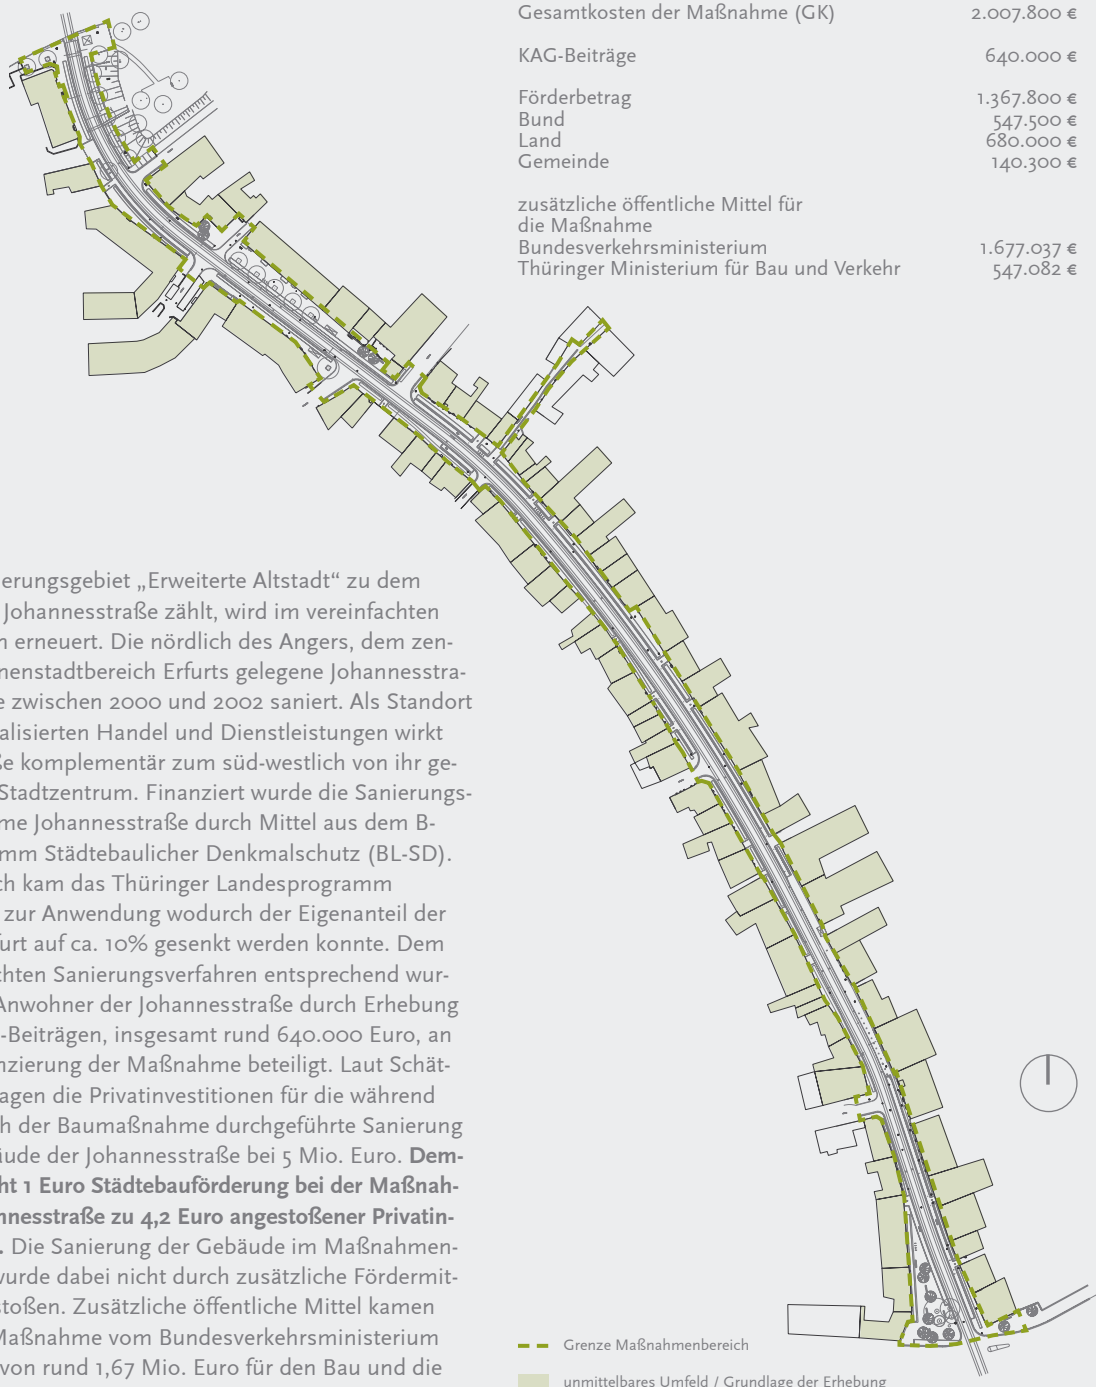 Gesamtkosten der Maßnahme (GK) 2.007.800 €
KAG-Beiträge 640.000 €
Förderbetrag 1.367.800 €
Bund 547.500 €
Land 680.000 €
Gemeinde 140.300 €
zusätzliche öffentliche Mittel für
die Maßnahme
Bundesverkehrsministerium 1.677.037 €
Thüringer Ministerium für Bau und Verkehr 547.082 €
erungsgebiet „Erweiterte Altstadt“ zu dem
Johannesstraße zählt, wird im vereinfachten
n erneuert. Die nördlich des Angers, dem zen-
nenstadtbereich Erfurts gelegene Johannesstra-
e zwischen 2000 und 2002 saniert. Als Standort
alisierten Handel und Dienstleistungen wirkt
ße komplementär zum süd-westlich von ihr ge-
Stadtzentrum. Finanziert wurde die Sanierungs-
me Johannesstraße durch Mittel aus dem B-
mm Städtebaulicher Denkmalschutz (BL-SD).
ch kam das Thüringer Landesprogramm
zur Anwendung wodurch der Eigenanteil der
furt auf ca. 10% gesenkt werden konnte. Dem
chten Sanierungsverfahren entsprechend wur-
Anwohner der Johannesstraße durch Erhebung
-Beiträgen, insgesamt rund 640.000 Euro, an
nzierung der Maßnahme beteiligt. Laut Schät-
agen die Privatinvestitionen für die während
h der Baumaßnahme durchgeführte Sanierung
äude der Johannesstraße bei 5 Mio. Euro. Dem-
ht 1 Euro Städtebauförderung bei der Maßnah-
nnesstraße zu 4,2 Euro angestoßener Privatin-
. Die Sanierung der Gebäude im Maßnahmen-
wurde dabei nicht durch zusätzliche Fördermit-
stoßen. Zusätzliche öffentliche Mittel kamen
Maßnahme vom Bundesverkehrsministerium
von rund 1,67 Mio. Euro für den Bau und die
Grenze Maßnahmenbereich
unmittelbares Umfeld / Grundlage der Erhebung